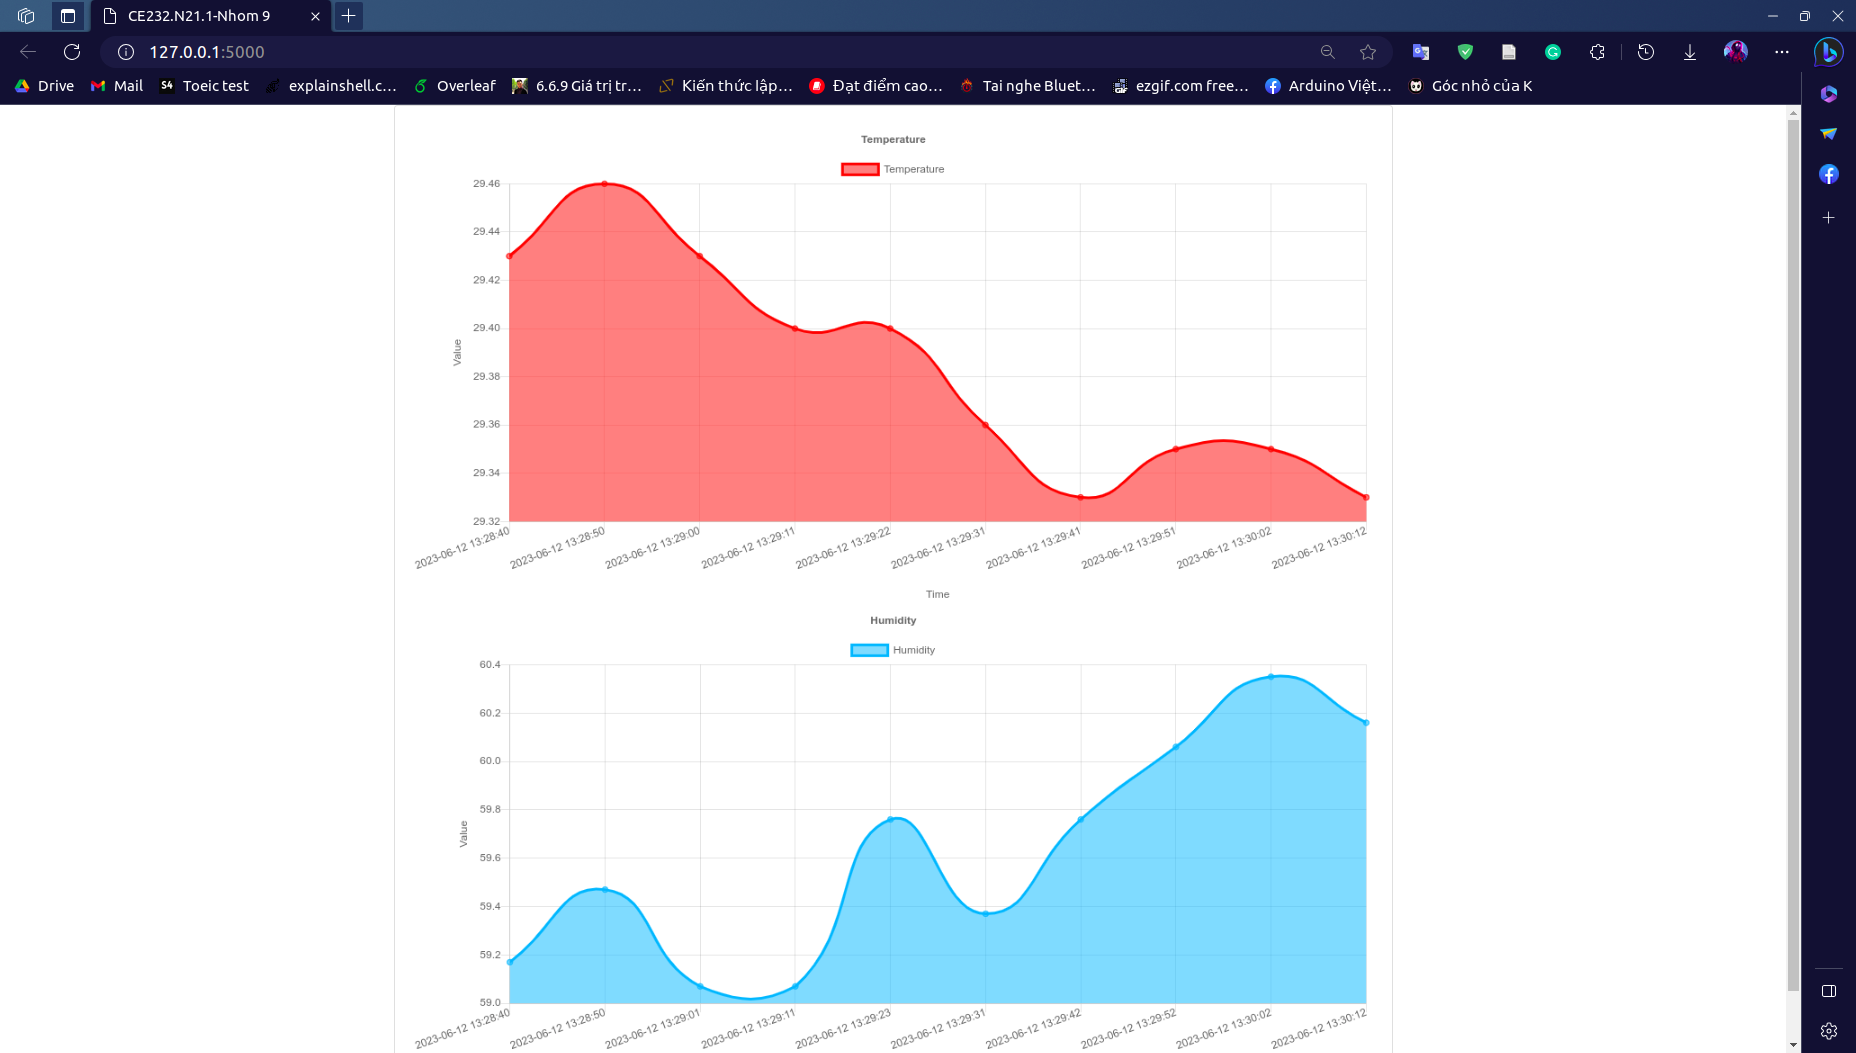 CE232.N21.1-Nhom 9
127.0.0.1:5000
Drive Mail S4 Toeic test explainshell.c... Overleaf 6.6.9 Giá trị tr... Kiến thức lập... Đạt điểm cao... Tai nghe Bluet... ezgif.com free... Arduino Việt... Góc nhỏ của K
Temperature
Temperature
29.46
29.44
29.42
29.40
29.38
29.36
29.34
29.32
Value
2023-06-12 13:28:40 2023-06-12 13:28:50 2023-06-12 13:29:00 2023-06-12 13:29:11 2023-06-12 13:29:22 2023-06-12 13:29:31 2023-06-12 13:29:41 2023-06-12 13:29:51 2023-06-12 13:30:02 2023-06-12 13:30:12
Time
Humidity
Humidity
60.4
60.2
60.0
59.8
59.6
59.4
59.2
59.0
Value
2023-06-12 13:28:40 2023-06-12 13:28:50 2023-06-12 13:29:01 2023-06-12 13:29:11 2023-06-12 13:29:23 2023-06-12 13:29:31 2023-06-12 13:29:42 2023-06-12 13:29:52 2023-06-12 13:30:02 2023-06-12 13:30:12